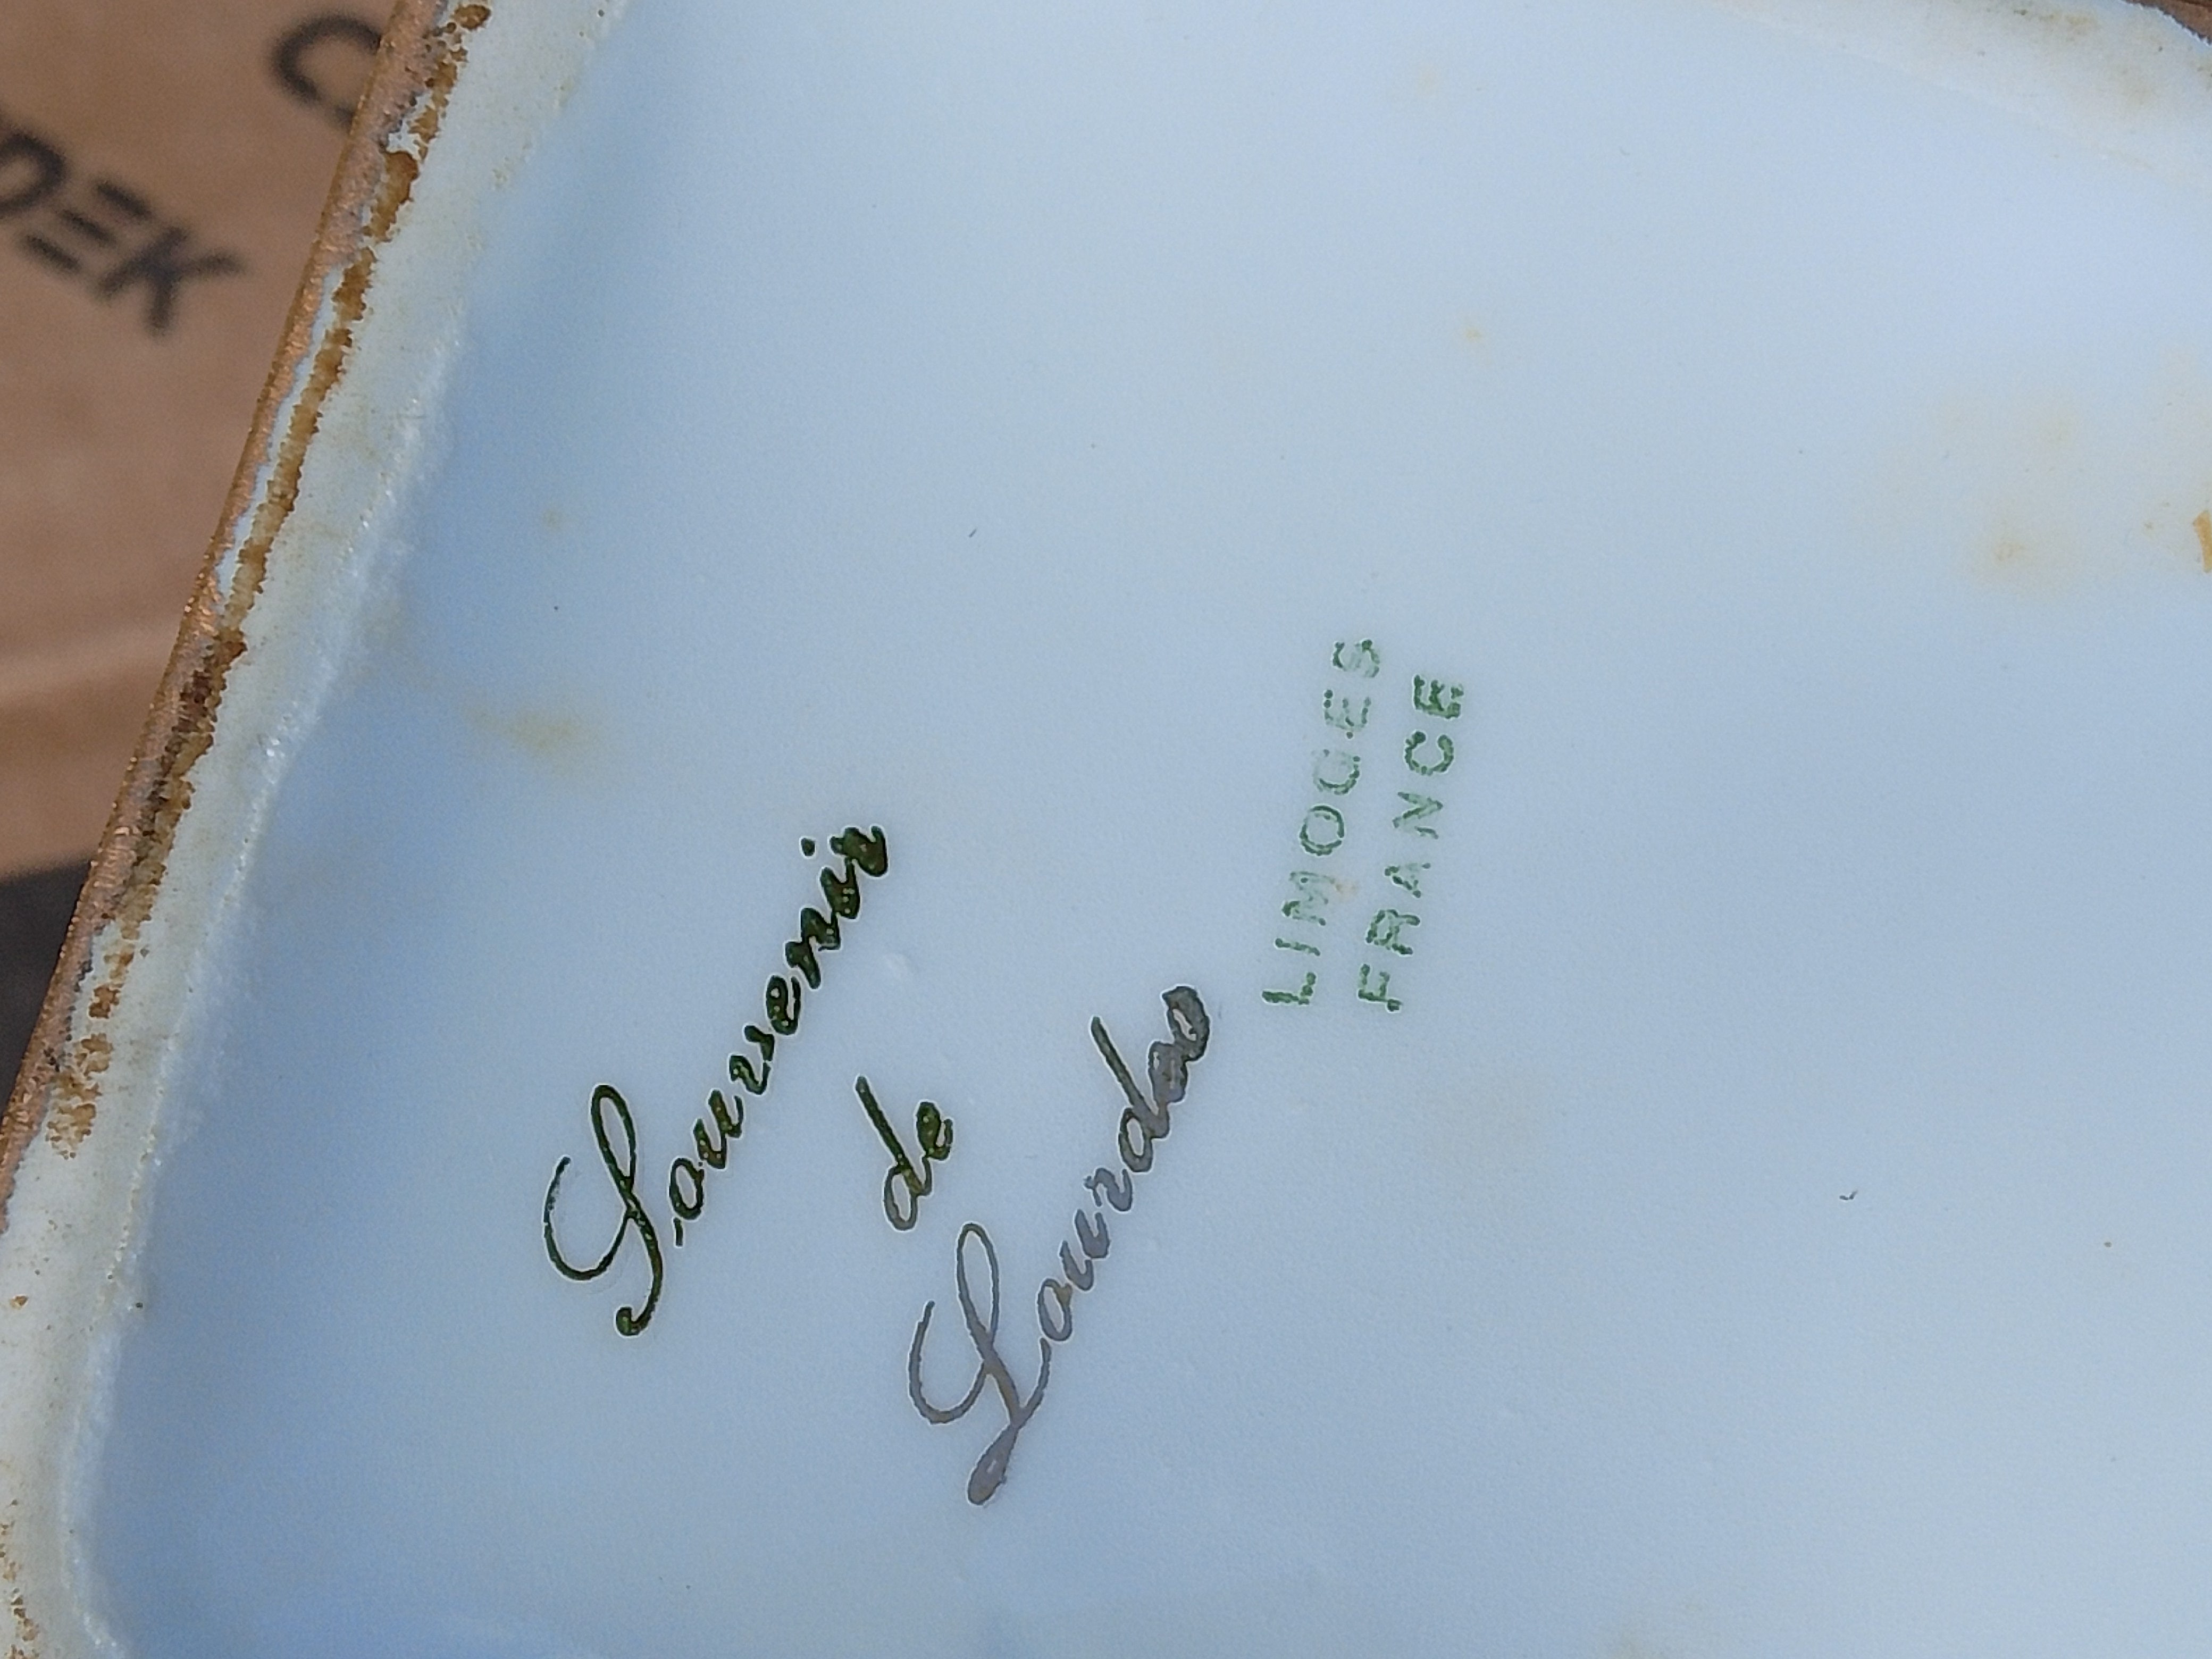 Souvenir
de
Lourdes
LIMOGES
FRANCE